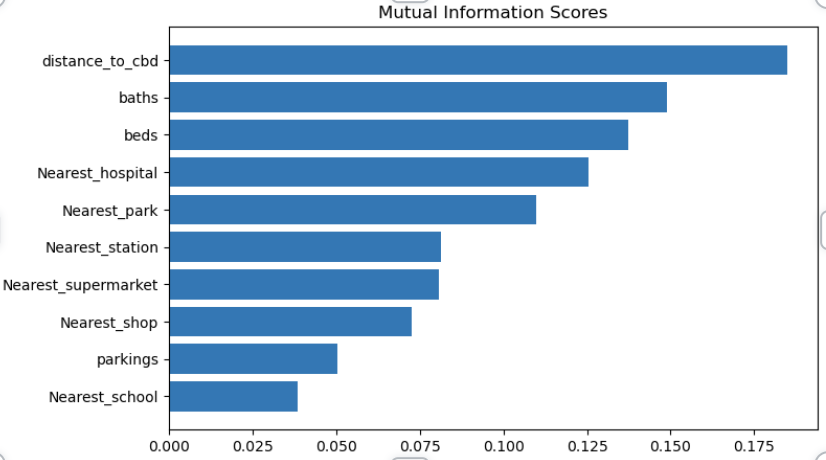 Mutual Information Scores
distance_to_cbd
baths
beds
Nearest_hospital
Nearest_park
Nearest_station
Nearest_supermarket
Nearest_shop
parkings
Nearest_school
0.000 0.025 0.050 0.075 0.100 0.125 0.150 0.175